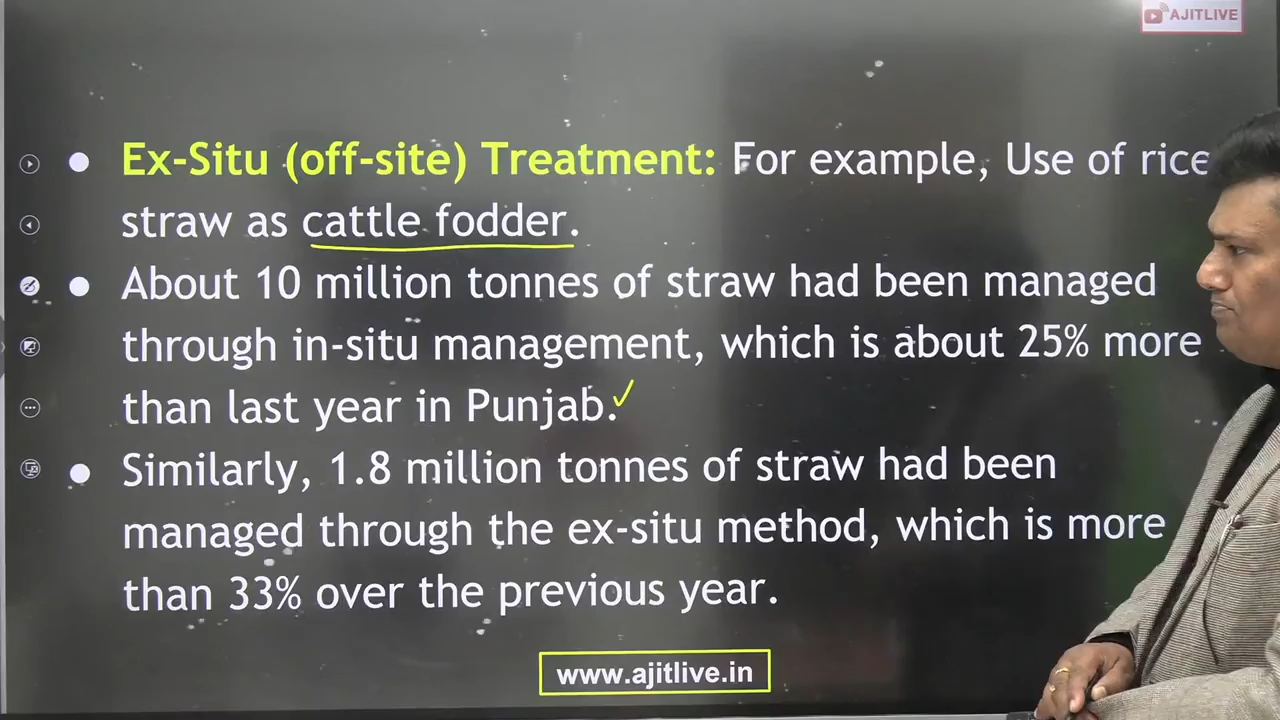 AJITLIVE
Ex-Situ (off-site) Treatment: For example, Use of rice
straw as cattle fodder.
About 10 million tonnes of straw had been managed
through in-situ management, which is about 25% more
than last year in Punjab.
Similarly, 1.8 million tonnes of straw had been
managed through the ex-situ method, which is more
than 33% over the previous year.
www.ajitlive.in